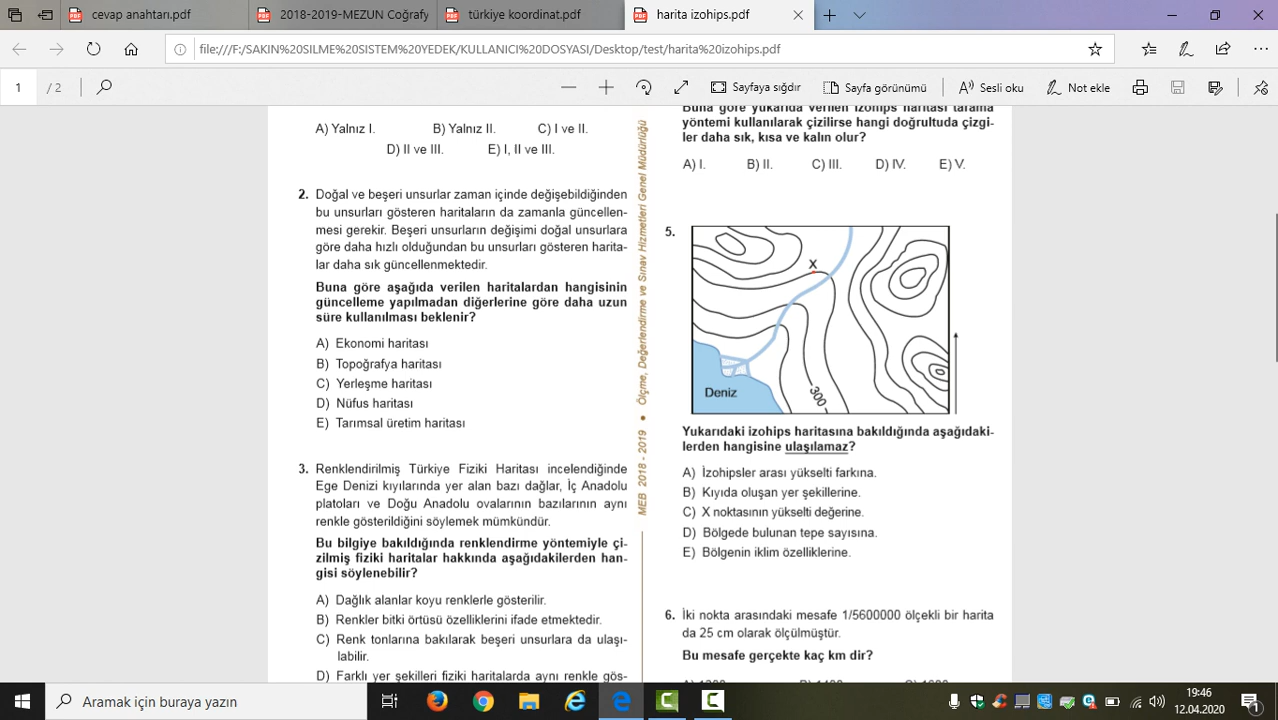 cevap anahtarı.pdf
2018-2019-
türkiye koordinat.pdf
file:///F:/SAKIN%20SILME%20SISTEM%20YEDEK/KULLANICI%20DOSYASI/Desktop/test/harita%20izohips.pdf
1 / 2
Sayfaya sığdır
Sayfa görünümü
Sesli oku
Not ekle
A) Yalnız I. B) Yalnız II. C) I ve II.
D) II ve III. E) I, II ve III.
2. Doğal ve beşeri unsurlar zaman içinde değişebildiğinden
bu unsurları gösteren haritaların da zamanla güncellen-
mesi gerekir. Beşeri unsurların değişimi doğal unsurlara
göre daha hızlı olduğundan bu unsurları gösteren harita-
lar daha sık güncellenmektedir.
Buna göre aşağıda verilen haritalardan hangisinin
güncelleme yapılmadan diğerlerine göre daha uzun
süre kullanılması beklenir?
A) Ekonomi haritası
B) Topoğrafya haritası
C) Yerleşme haritası
D) Nüfus haritası
E) Tarımsal üretim haritası
3. Renklendirilmiş Türkiye Fiziki Haritası incelendiğinde
Ege Denizi kıyılarında yer alan bazı dağlar, İç Anadolu
platoları ve Doğu Anadolu ovalarının bazılarının aynı
renkle gösterildiğini söylemek mümkündür.
Bu bilgiye bakıldığında renklendirme yöntemiyle çi-
zilmiş fiziki haritalar hakkında aşağıdakilerden han-
gisi söylenebilir?
A) Dağlık alanlar koyu renklerle gösterilir.
B) Renkler bitki örtüsü özelliklerini ifade etmektedir.
C) Renk tonlarına bakılarak beşeri unsurlara da ulaşı-
labilir.
D) Farklı yer şekilleri fiziki haritalarda aynı renkle gös-
MEB 2018 - 2019 ● Ölçme, Değerlendirme ve Sınav Hizmetleri Genel Müdürlüğü
Buna göre yukarıda verilen izohips haritası tarama
yöntemi kullanılarak çizilirse hangi doğrultuda çizgi-
ler daha sık, kısa ve kalın olur?
A) I. B) II. C) III. D) IV. E) V.
5.
X
300
Deniz
Yukarıdaki izohips haritasına bakıldığında aşağıdaki-
lerden hangisine ulaşılamaz?
A) İzohipsler arası yükselti farkına.
B) Kıyıda oluşan yer şekillerine.
C) X noktasının yükselti değerine.
D) Bölgede bulunan tepe sayısına.
E) Bölgenin iklim özelliklerine.
6. İki nokta arasındaki mesafe 1/5600000 ölçekli bir harita
da 25 cm olarak ölçülmüştür.
Bu mesafe gerçekte kaç km dir?
Aramak için buraya yazın
19:46
12.04.2020